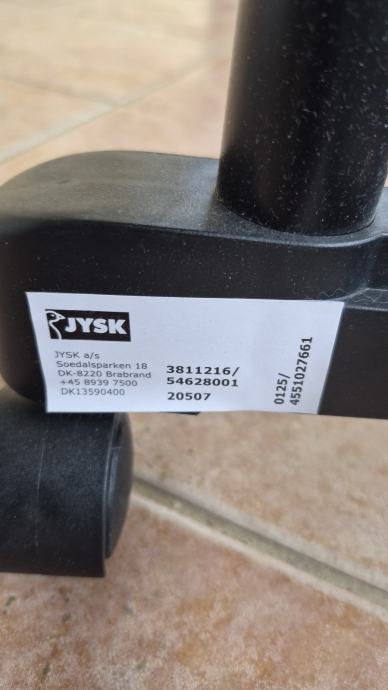 JYSK
JYSK a/s
Soedalsparken 18
DK-8220 Brabrand
+45 8939 7500
DK13590400
3811216/
54628001
20507
0125/
4551027661